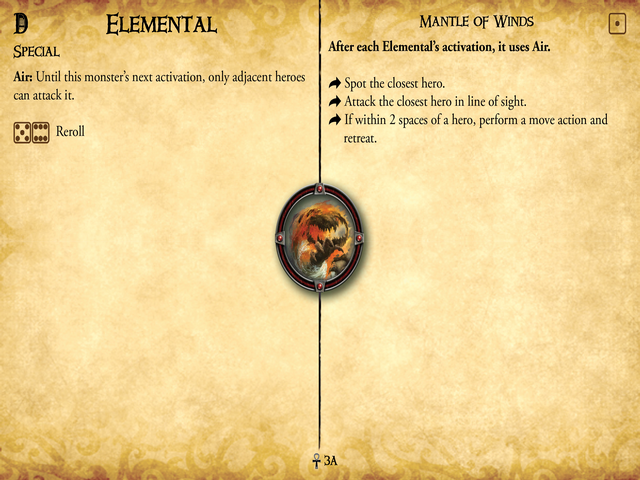 D
Elemental
Special
Air: Until this monster's next activation, only adjacent heroes
can attack it.
Reroll
Mantle of Winds
After each Elemental's activation, it uses Air.
Spot the closest hero.
Attack the closest hero in line of sight.
If within 2 spaces of a hero, perform a move action and
retreat.
3A